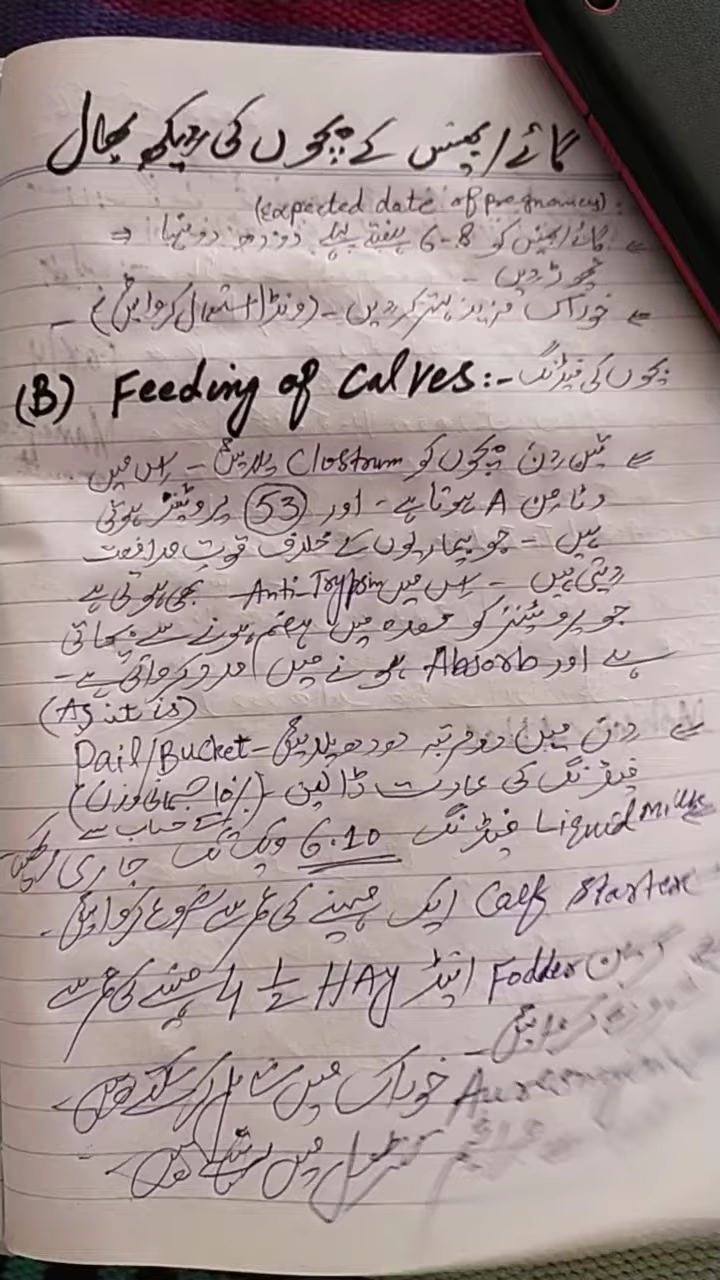 گائے / بھینس کے بچوں کی دیکھ بھال
(expected date of pregnancy)
گائے / بھینس کو 8-6 ہفتے پہلے دودھ دوہنا
چھوڑ دیں -
خوراک مزید بہتر کر دیں - (ونڈا استعمال کروائیں)
(B) Feeding of Calves:- بچوں کی فیڈنگ
تین دن بچوں کو Clostrum پلائیں - اس میں
وٹامن A ہوتا ہے - اور (53) پروٹینز ہوتی
ہیں - جو بیماریوں کے خلاف قوت مدافعت
دیتی ہیں - اس میں Anti-Trypsin بھی ہوتی ہے
جو پروٹینز کو معدہ میں ہضم ہونے سے بچاتی
ہے اور Absorb ہونے میں مدد کرواتی ہے -
(As it is)
دن میں دو مرتبہ دودھ پلائیں - Pail/Bucket
فیڈنگ کی عادت ڈالیں (جسمانی وزن)
کے حساب سے
Liquid Milk فیڈنگ 6-10 ویک تک جاری رکھیں
Calf Starter ایک مہینے کی عمر سے شروع کروائیں -
Fodder اینڈ HAY 4 ½ مہینے کی عمر سے
کروائیں -
خوراک میں شامل کر سکتے ہیں -
کنٹرول میں رہتے ہیں -